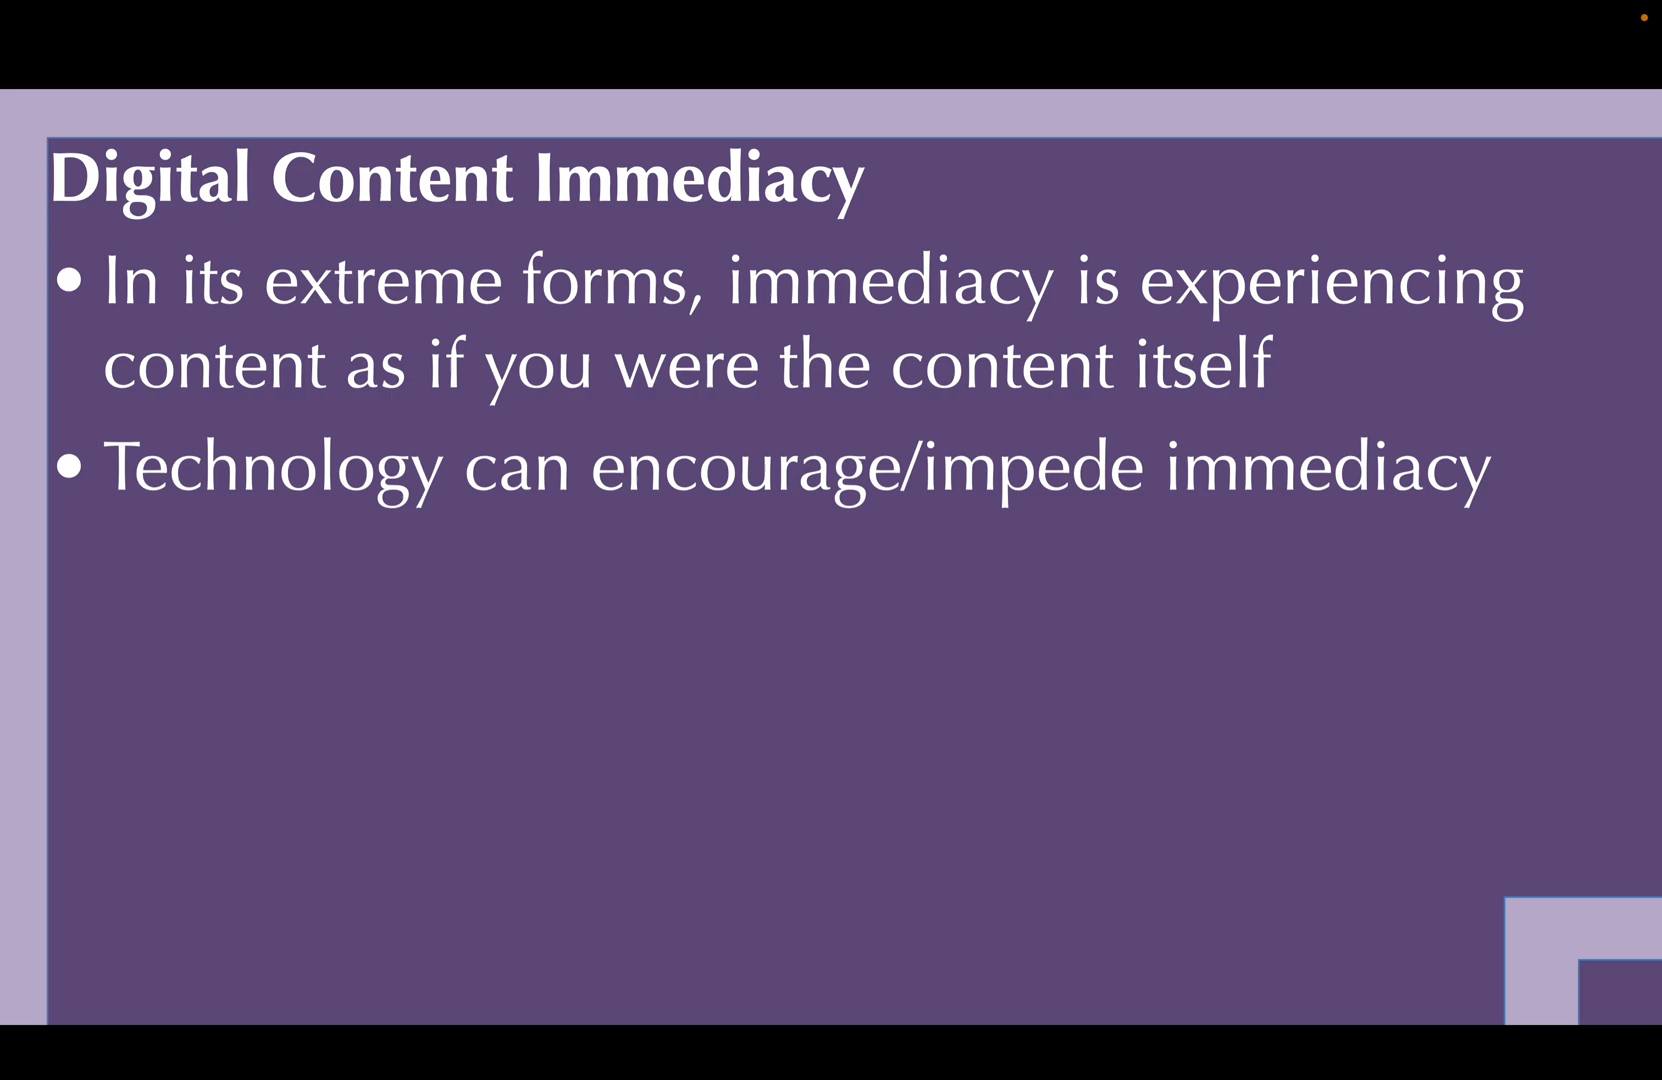 Digital Content Immediacy
• In its extreme forms, immediacy is experiencing
content as if you were the content itself
• Technology can encourage/impede immediacy